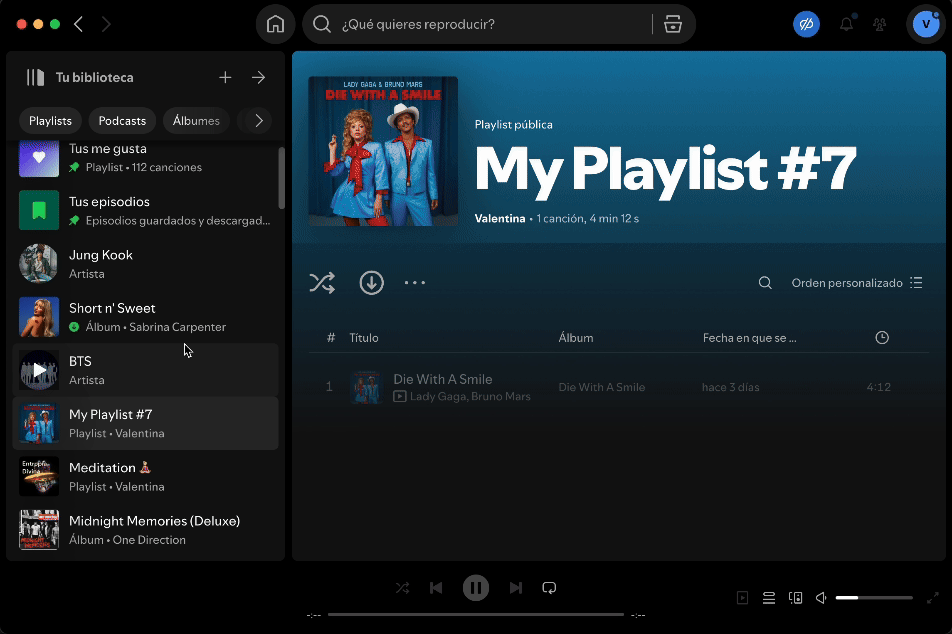 ¿Qué quieres reproducir?
V
Tu biblioteca
Playlists
Podcasts
Álbumes
Tus me gusta
Playlist • 112 canciones
Tus episodios
Episodios guardados y descargad...
Jung Kook
Artista
Short n' Sweet
Álbum • Sabrina Carpenter
BTS
Artista
My Playlist #7
Playlist • Valentina
Meditation 🧘
Playlist • Valentina
Midnight Memories (Deluxe)
Álbum • One Direction
LADY GAGA & BRUNO MARS
DIE WITH A SMILE
Playlist pública
My Playlist #7
Valentina • 1 canción, 4 min 12 s
Orden personalizado
# Título Álbum Fecha en que se ...
1 Die With A Smile Die With A Smile hace 3 días 4:12
Lady Gaga, Bruno Mars
-:-- -:--